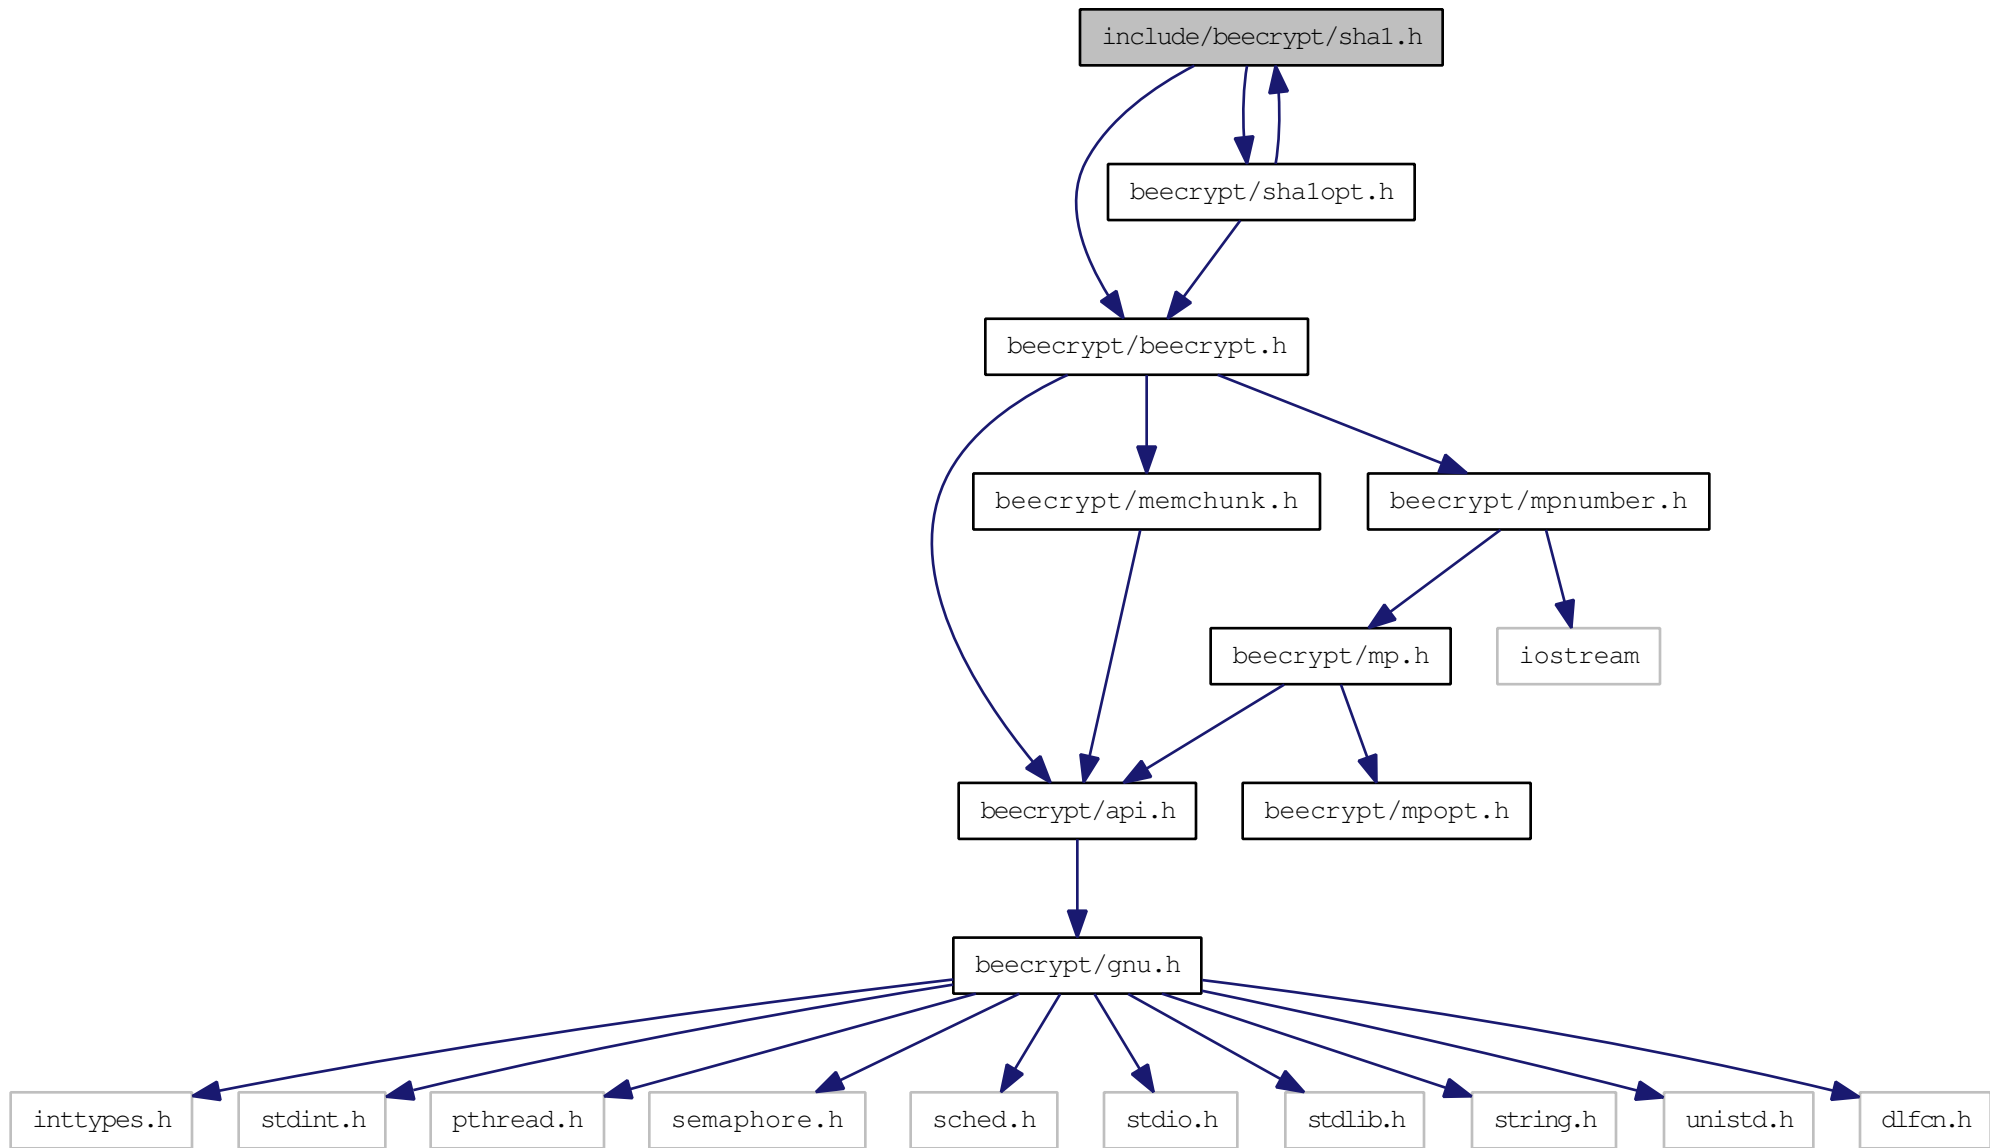 include/beecrypt/sha1.h
beecrypt/sha1opt.h
beecrypt/beecrypt.h
beecrypt/memchunk.h
beecrypt/mpnumber.h
beecrypt/mp.h
iostream
beecrypt/api.h
beecrypt/mpopt.h
beecrypt/gnu.h
inttypes.h
stdint.h
pthread.h
semaphore.h
sched.h
stdio.h
stdlib.h
string.h
unistd.h
dlfcn.h